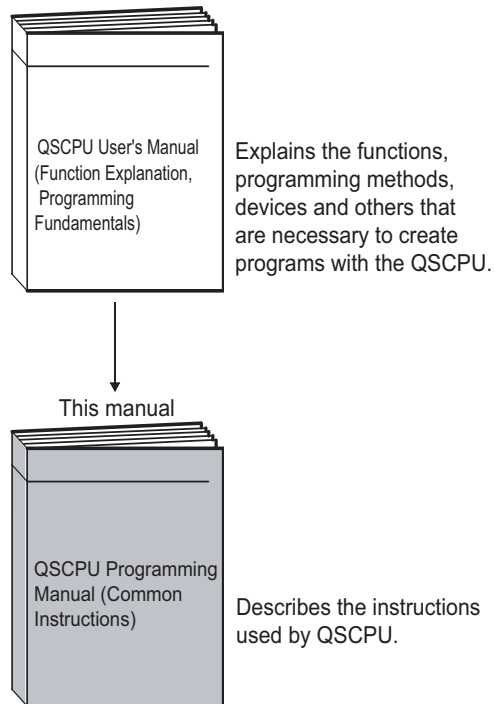 QSCPU User's Manual
(Function Explanation,
Programming
Fundamentals)
Explains the functions,
programming methods,
devices and others that
are necessary to create
programs with the QSCPU.
This manual
QSCPU Programming
Manual (Common
Instructions)
Describes the instructions
used by QSCPU.